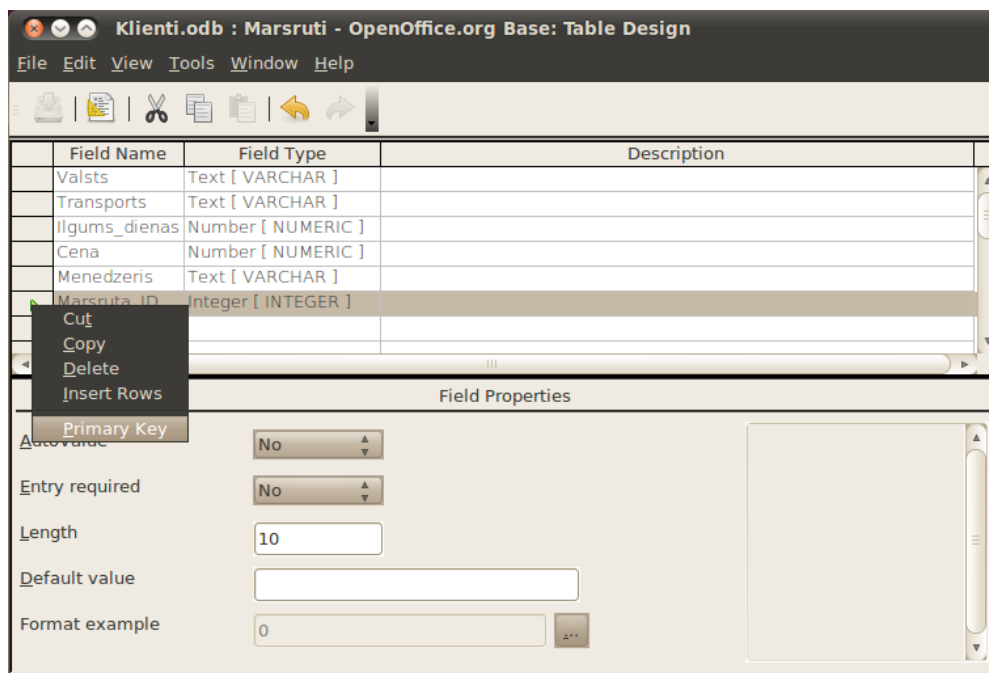 Klienti.odb : Marsruti - OpenOffice.org Base: Table Design
File Edit View Tools Window Help
Field Name Field Type Description
Valsts Text [ VARCHAR ]
Transports Text [ VARCHAR ]
Ilgums_dienas Number [ NUMERIC ]
Cena Number [ NUMERIC ]
Menedzeris Text [ VARCHAR ]
Marsruta_ID Integer [ INTEGER ]
Cut
Copy
Delete
Insert Rows
Primary Key
Field Properties
AutoValue No
Entry required No
Length 10
Default value
Format example 0 ...